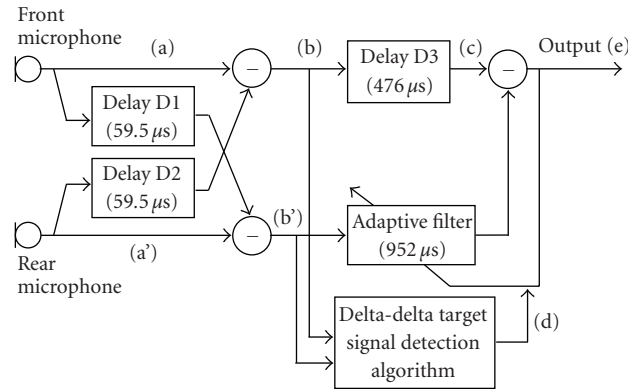 Front
microphone
(a)
(b)
Delay D3
(476 µs)
(c)
Output (e)
−
−
Delay D1
(59.5 µs)
Delay D2
(59.5 µs)
(b’)
−
Adaptive filter
(952 µs)
(a’)
Rear
microphone
Delta-delta target
signal detection
algorithm
(d)